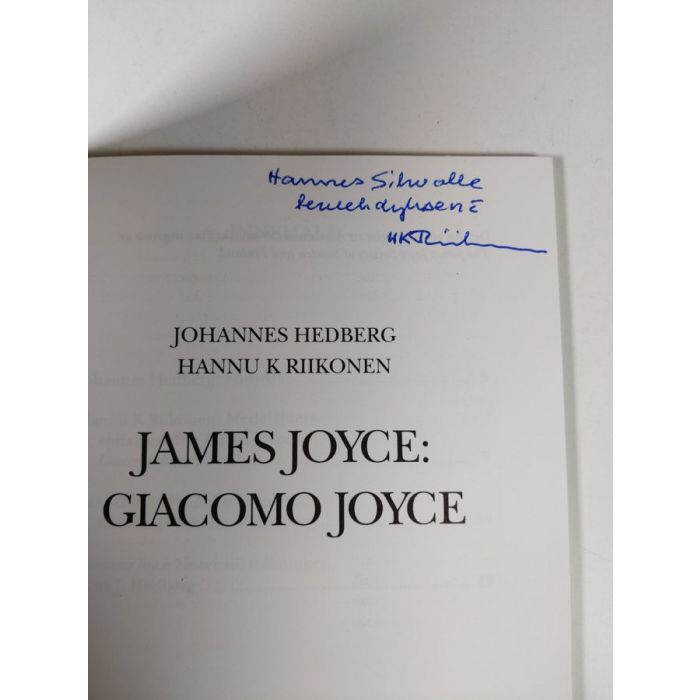 Hannes Sihvolle
HKRiikonen
JOHANNES HEDBERG
HANNU K RIIKONEN
JAMES JOYCE:
GIACOMO JOYCE